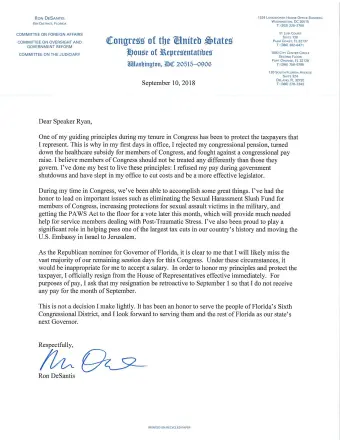 RON DESANTIS
6TH DISTRICT, FLORIDA
COMMITTEE ON FOREIGN AFFAIRS
COMMITTEE ON OVERSIGHT AND
GOVERNMENT REFORM
COMMITTEE ON THE JUDICIARY
Congress of the United States
House of Representatives
Washington, DC 20515–0906
September 10, 2018
Dear Speaker Ryan,
One of my guiding principles during my tenure in Congress has been to protect the taxpayers that
I represent. This is why in my first days in office, I rejected my congressional pension, turned
down the healthcare subsidy for members of Congress, and fought against a congressional pay
raise. I believe members of Congress should not be treated any differently than those they
govern. I've done my best to live these principles: I refused my pay during government
shutdowns and have slept in my office to cut costs and be a more effective legislator.
During my time in Congress, we've been able to accomplish some great things. I've had the
honor to lead on important issues such as eliminating the Sexual Harassment Slush Fund for
members of Congress, increasing protections for sexual assault victims in the military, and
getting the PAWS Act to the floor for a vote later this month, which will provide much needed
help for service members dealing with Post-Traumatic Stress. I've also been proud to play a
significant role in helping pass one of the largest tax cuts in our country's history and moving the
U.S. Embassy in Israel to Jerusalem.
As the Republican nominee for Governor of Florida, it is clear to me that I will likely miss the
vast majority of our remaining session days for this Congress. Under these circumstances, it
would be inappropriate for me to accept a salary. In order to honor my principles and protect the
taxpayer, I officially resign from the House of Representatives effective immediately. For
purposes of pay, I ask that my resignation be retroactive to September 1 so that I do not receive
any pay for the month of September.
This is not a decision I make lightly. It has been an honor to serve the people of Florida's Sixth
Congressional District, and I look forward to serving them and the rest of Florida as our state's
next Governor.
Respectfully,
Ron DeSantis